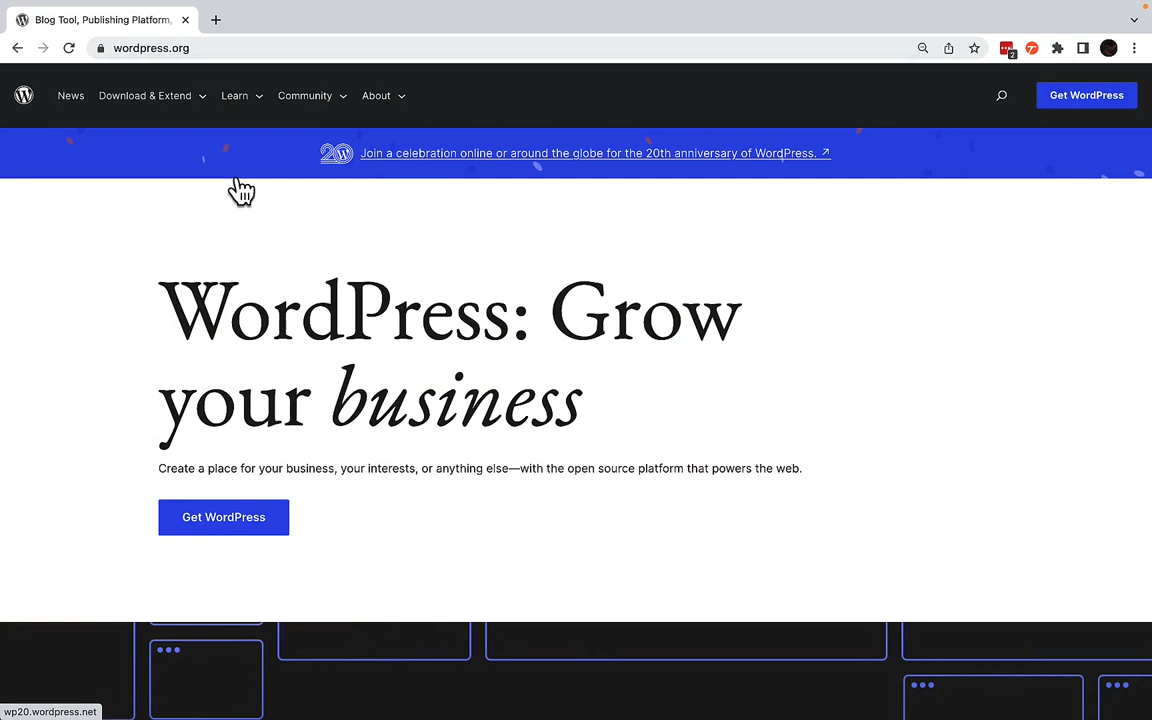 Blog Tool, Publishing Platform,
wordpress.org
2
News Download & Extend Learn Community About Get WordPress
20 Join a celebration online or around the globe for the 20th anniversary of WordPress. ↗
WordPress: Grow
your business
Create a place for your business, your interests, or anything else—with the open source platform that powers the web.
Get WordPress
wp20.wordpress.net